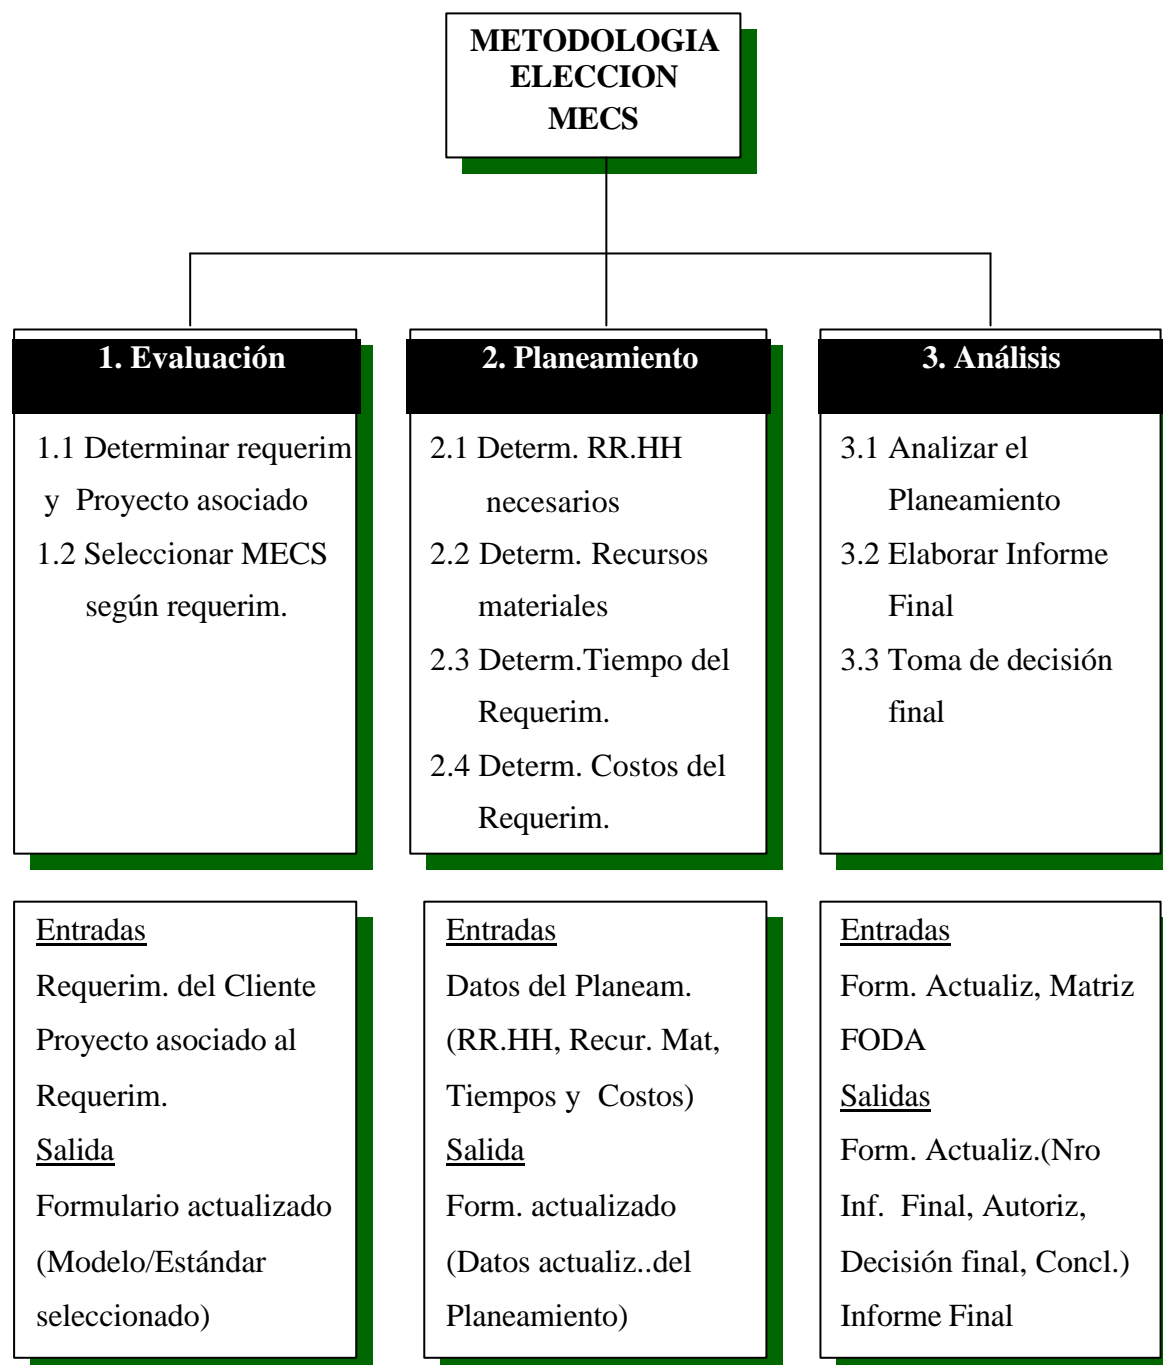 METODOLOGIA
ELECCION
MECS
1. Evaluación
1.1 Determinar requerim
y Proyecto asociado
1.2 Seleccionar MECS
según requerim.
2. Planeamiento
2.1 Determ. RR.HH
necesarios
2.2 Determ. Recursos
materiales
2.3 Determ.Tiempo del
Requerim.
2.4 Determ. Costos del
Requerim.
3. Análisis
3.1 Analizar el
Planeamiento
3.2 Elaborar Informe
Final
3.3 Toma de decisión
final
Entradas
Requerim. del Cliente
Proyecto asociado al
Requerim.
Salida
Formulario actualizado
(Modelo/Estándar
seleccionado)
Entradas
Datos del Planeam.
(RR.HH, Recur. Mat,
Tiempos y Costos)
Salida
Form. actualizado
(Datos actualiz..del
Planeamiento)
Entradas
Form. Actualiz, Matriz
FODA
Salidas
Form. Actualiz.(Nro
Inf. Final, Autoriz,
Decisión final, Concl.)
Informe Final